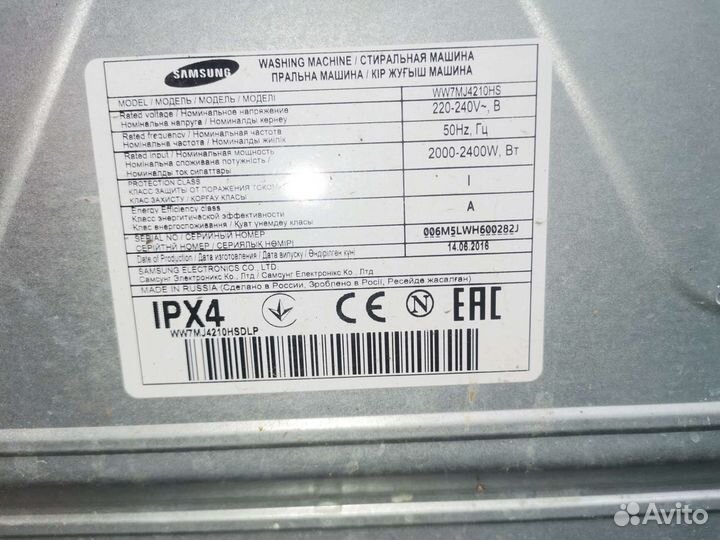 SAMSUNG
WASHING MACHINE / СТИРАЛЬНАЯ МАШИНА
ПРАЛЬНА МАШИНА / КІР ЖУҒЫШ МАШИНА
MODEL / МОДЕЛЬ / МОДЕЛЬ / МОДЕЛІ
WW7MJ4210HS
Rated voltage / Номинальное напряжение
Номінальна напруга / Номиналды кернеу
220-240V~, В
Rated frequency / Номинальная частота
Номінальна частота / Номиналды жиілік
50Hz, Гц
Rated input / Номинальная мощность
Номінальна споживана потужність /
Номиналды ток сипаттары
2000-2400W, Вт
PROTECTION CLASS
КЛАСС ЗАЩИТЫ ОТ ПОРАЖЕНИЯ ТОКОМ
КЛАС ЗАХИСТУ / ҚОРҒАУ КЛАСЫ
I
Energy Efficiency class
Класс энергетической эффективности
Клас енергоспоживання / Қуат үнемдеу класы
A
SERIAL NO / СЕРИЙНЫЙ НОМЕР
СЕРІЙНИЙ НОМЕР / СЕРИЯЛЫҚ НӨМІРІ
006M5LWH600282J
Date of Production / Дата изготовления / Дата випуску / Өндірілген күні
14.06.2016
SAMSUNG ELECTRONICS CO., LTD.
Самсунг Электроникс Ко., Лтд / Самсунг Електронікс Ко., Лтд
MADE IN RUSSIA (Сделано в России, Зроблено в Росії, Ресейде жасалған)
IPX4
CE
N
EAC
WW7MJ4210HSDLP
Avito